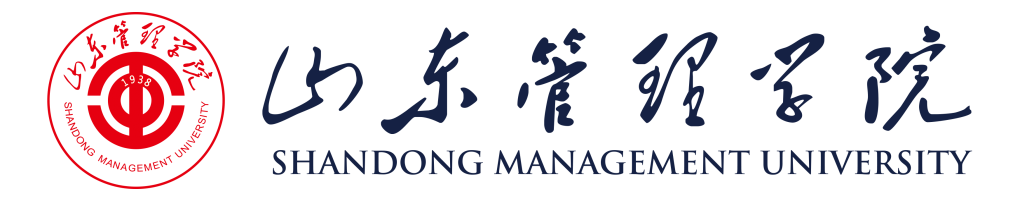 山东管理学院
1938
SHANDONG MANAGEMENT UNIVERSITY
山东管理学院
SHANDONG MANAGEMENT UNIVERSITY